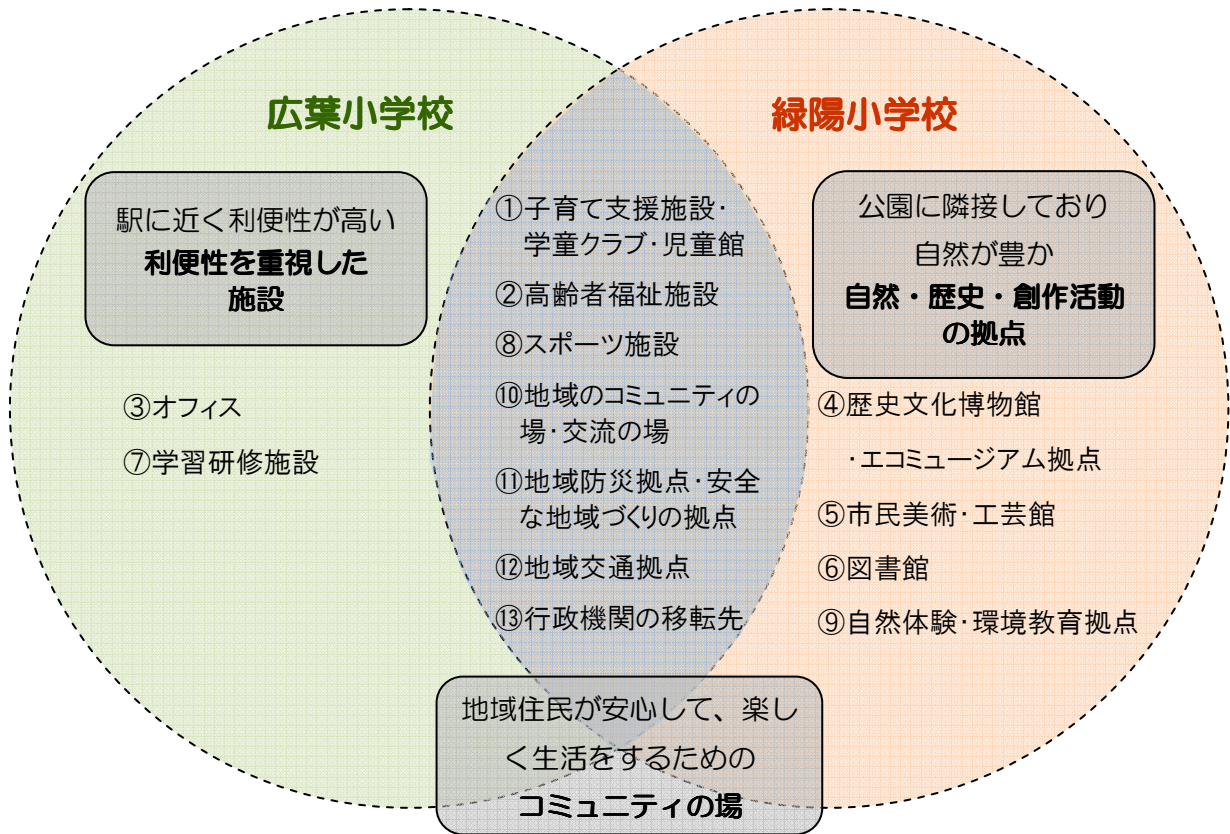 広葉小学校
駅に近く利便性が高い
利便性を重視した
施設
③オフィス
⑦学習研修施設
①子育て支援施設・
学童クラブ・児童館
②高齢者福祉施設
⑧スポーツ施設
⑩地域のコミュニティの
場・交流の場
⑪地域防災拠点・安全
な地域づくりの拠点
⑫地域交通拠点
⑬行政機関の移転先
緑陽小学校
公園に隣接しており
自然が豊か
自然・歴史・創作活動
の拠点
④歴史文化博物館
・エコミュージアム拠点
⑤市民美術・工芸館
⑥図書館
⑨自然体験・環境教育拠点
地域住民が安心して、楽し
く生活をするための
コミュニティの場